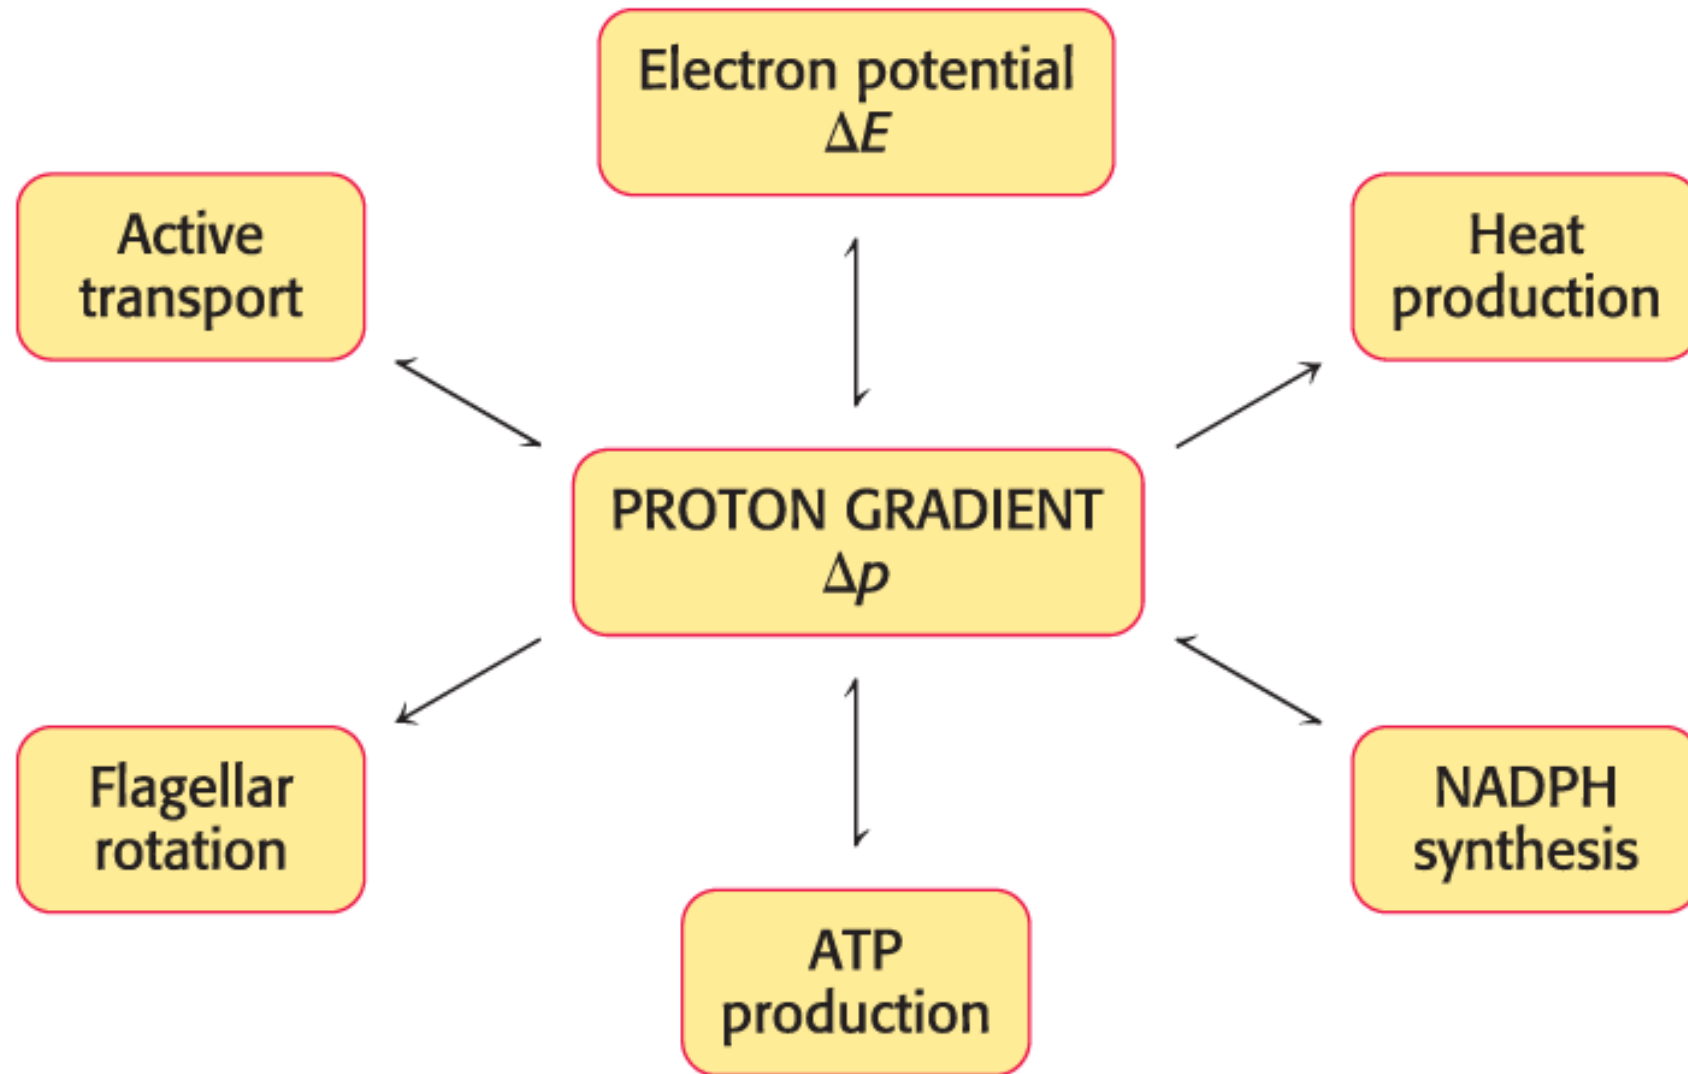 Electron potential
ΔE
Active
transport
Heat
production
PROTON GRADIENT
Δp
Flagellar
rotation
NADPH
synthesis
ATP
production